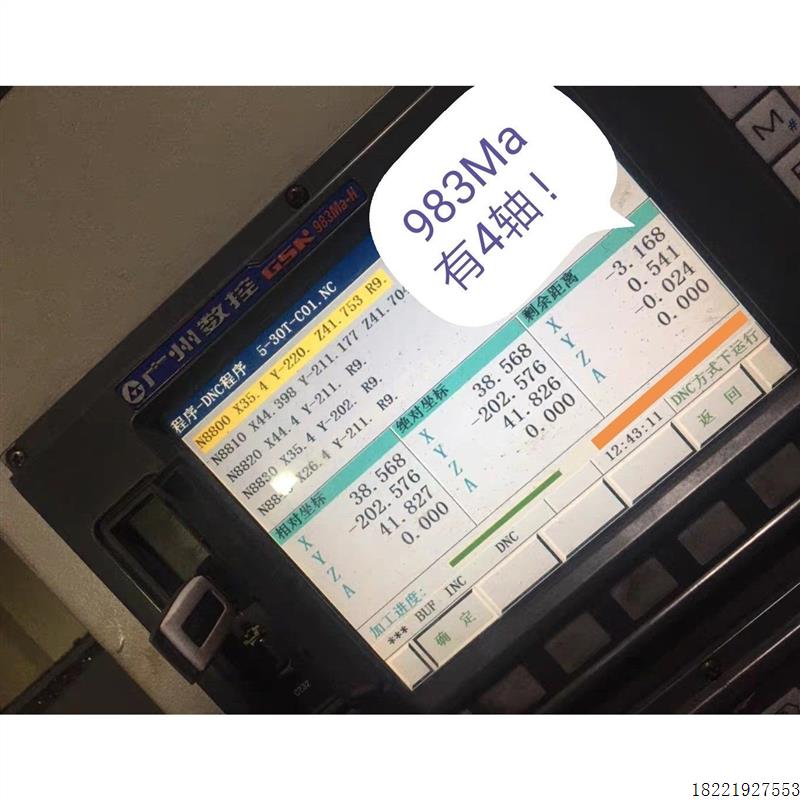 983Ma
有4轴！
M
#
广州数控 GSK 983Ma-H
程序-DNC程序 5-30T-C01.NC
N8800 X35.4 Y-220. Z41.753 R9.
N8810 X44.398 Y-211.177 Z41.704
N8820 X44.4 Y-211. R9.
N8830 X35.4 Y-202. R9.
X26.4 Y-211. R9.
相对坐标
X 38.568
Y -202.576
Z 41.827
A 0.000
绝对坐标
X 38.568
Y -202.576
Z 41.826
A 0.000
剩余距离
X -3.168
Y 0.541
Z -0.024
A 0.000
加工进度:
12:43:11 DNC方式下运行
*** BUF INC DNC
确 定
返 回
18221927553